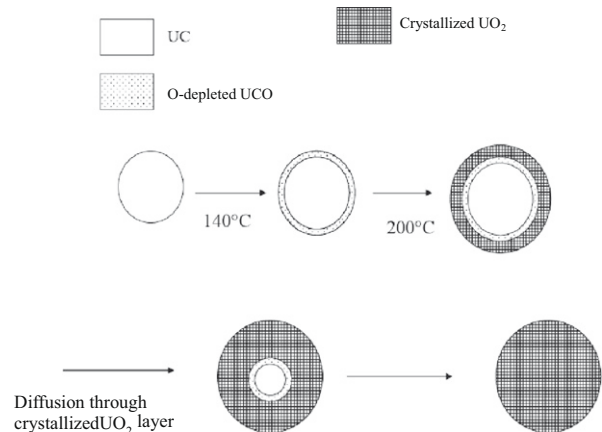 UC
Crystallized UO₂
O-depleted UCO
140°C
200°C
Diffusion through
crystallizedUO₂ layer